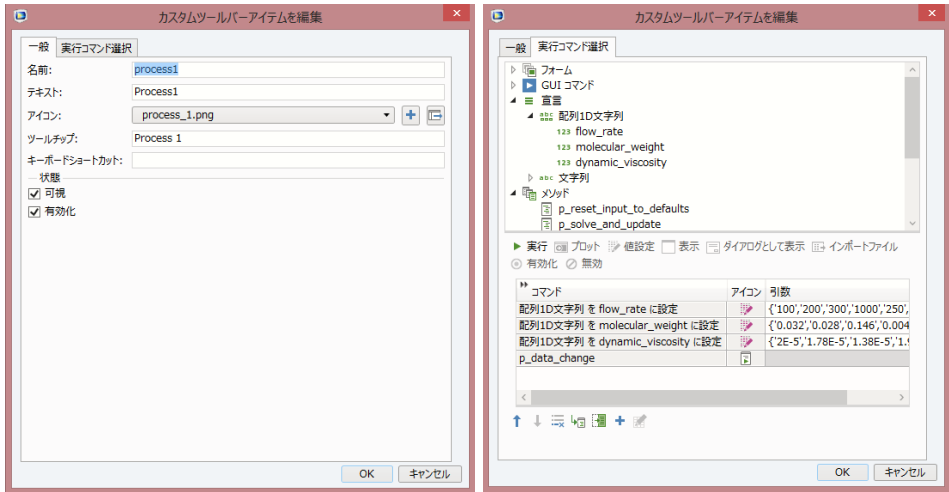 カスタムツールバーアイテムを編集
一般 実行コマンド選択
名前: process1
テキスト: Process1
アイコン: process_1.png
ツールチップ: Process 1
キーボードショートカット:
状態
可視
有効化
OK キャンセル
カスタムツールバーアイテムを編集
一般 実行コマンド選択
フォーム
GUI コマンド
宣言
abc 配列1D文字列
123 flow_rate
123 molecular_weight
123 dynamic_viscosity
abc 文字列
メソッド
p_reset_input_to_defaults
p_solve_and_update
実行 プロット 値設定 表示 ダイアログとして表示 インポートファイル
有効化 無効
コマンド アイコン 引数
配列1D文字列 を flow_rate に設定 {'100','200','300','1000','250',
配列1D文字列 を molecular_weight に設定 {'0.032','0.028','0.146','0.004
配列1D文字列 を dynamic_viscosity に設定 {'2E-5','1.78E-5','1.38E-5','1.9
p_data_change
OK キャンセル